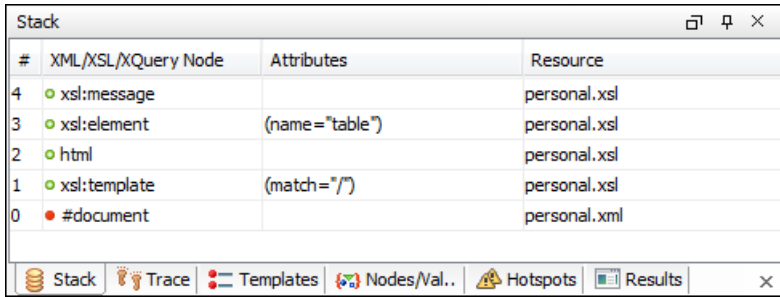 Stack
# XML/XSL/XQuery Node Attributes Resource
4 xsl:message personal.xsl
3 xsl:element (name="table") personal.xsl
2 html personal.xsl
1 xsl:template (match="/") personal.xsl
0 #document personal.xml
Stack Trace Templates Nodes/Val.. Hotspots Results